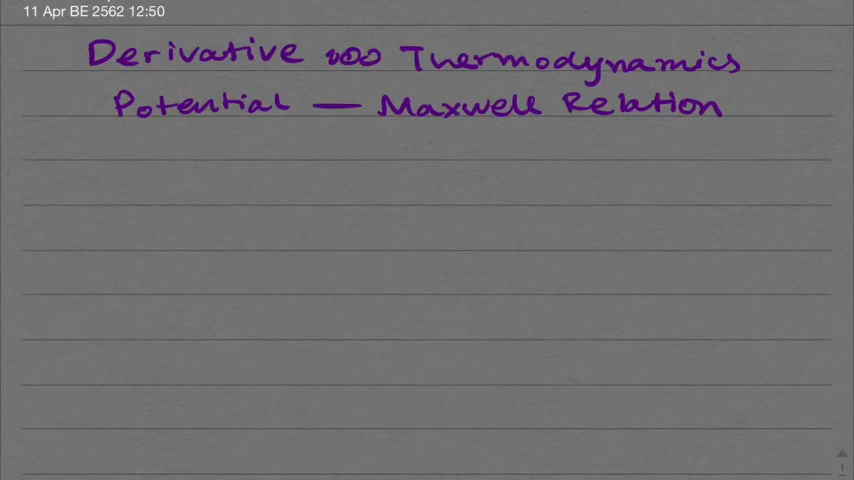 11 Apr BE 2562 12:50
Derivative ของ Thermodynamics
Potential — Maxwell Relation